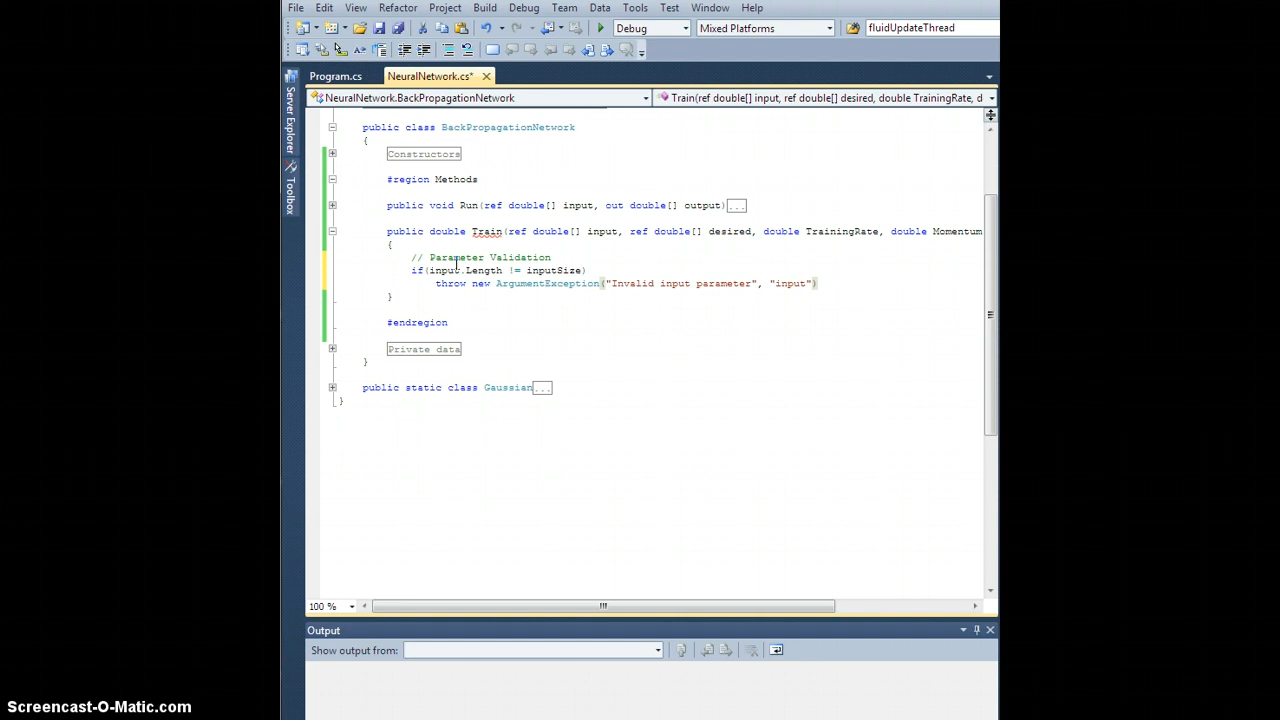 File Edit View Refactor Project Build Debug Team Data Tools Test Window Help
Debug Mixed Platforms fluidUpdateThread
Program.cs NeuralNetwork.cs*
NeuralNetwork.BackPropagationNetwork Train(ref double[] input, ref double[] desired, double TrainingRate, d
Server Explorer
Toolbox
public class BackPropagationNetwork
{
Constructors
#region Methods
public void Run(ref double[] input, out double[] output)...
public double Train(ref double[] input, ref double[] desired, double TrainingRate, double Momentum
{
// Parameter Validation
if(input.Length != inputSize)
throw new ArgumentException("Invalid input parameter", "input")
}
#endregion
Private data
}
public static class Gaussian...
}
100 %
Output
Show output from:
Screencast-O-Matic.com